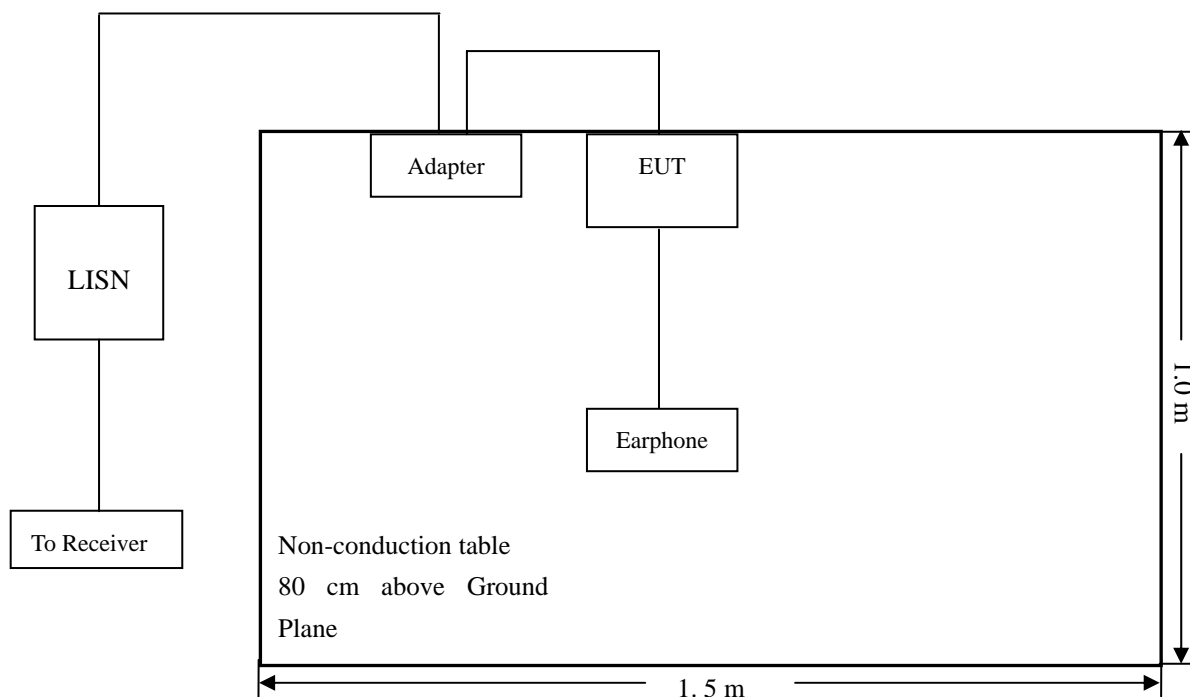 Adapter
EUT
LISN
Earphone
To Receiver
Non-conduction table
80 cm above Ground
Plane
1.0 m
1. 5 m